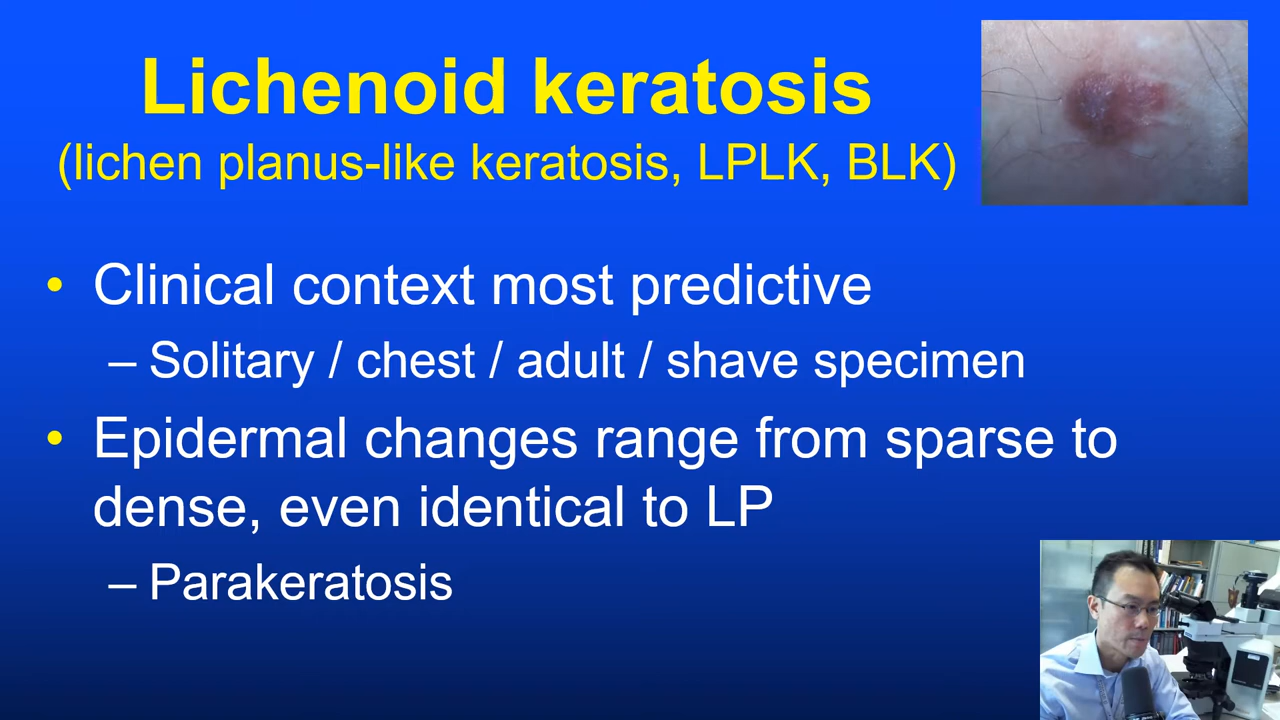 Lichenoid keratosis
(lichen planus-like keratosis, LPLK, BLK)
• Clinical context most predictive
– Solitary / chest / adult / shave specimen
• Epidermal changes range from sparse to
dense, even identical to LP
– Parakeratosis